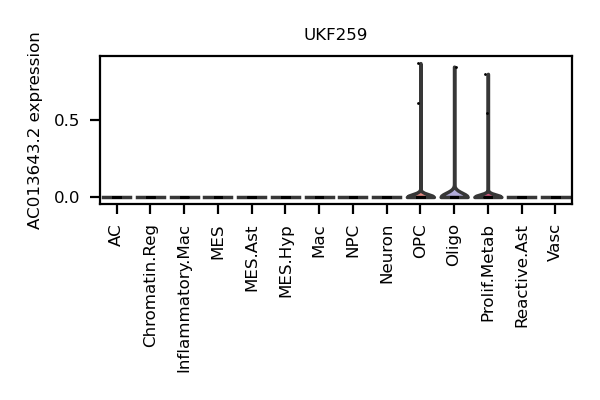 UKF259
AC013643.2 expression
0.5
0.0
AC
Chromatin.Reg
Inflammatory.Mac
MES
MES.Ast
MES.Hyp
Mac
NPC
Neuron
OPC
Oligo
Prolif.Metab
Reactive.Ast
Vasc